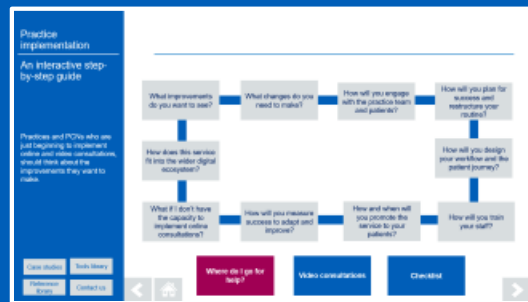 Practice
implementation
An interactive step-
by-step guide
Practices and PCNs who are
just beginning to implement
online and video consultations,
should think about the
improvements they want to
make.
Case studies
Tools library
Reference
library
Contact us
What improvements
do you want to see?
What changes do you
need to make?
How will you engage
with the practice team
and patients?
How will you plan for
success and
restructure your
routine?
How will you design
your workflow and the
patient journey?
How will you train
your staff?
How and when will
you promote the
service to your
patients?
How will you measure
success to adapt and
improve?
What if I don't have
the capacity to
implement online
consultations?
How does this service
fit into the wider digital
ecosystem?
Where do I go for
help?
Video consultations
Checklist